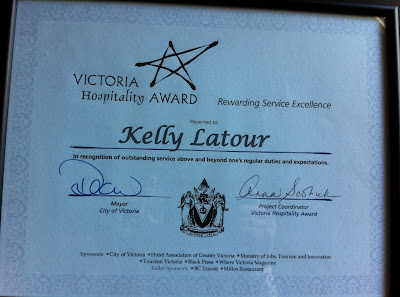 VICTORIA
Hospitality AWARD
Rewarding Service Excellence
Presented to
Kelly Latour
In recognition of outstanding service above and beyond one's regular duties and expectations.
Mayor
City of Victoria
Project Coordinator
Victoria Hospitality Award
Sponsors: ★City of Victoria ★Hotel Association of Greater Victoria ★Ministry of Jobs, Tourism and Innovation
★Tourism Victoria ★Black Press ★Where Victoria Magazine
Ballot Sponsors: ★BC Transit ★Milos Restaurant